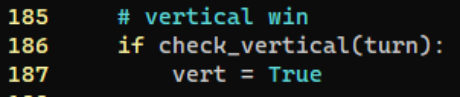 185 # vertical win
186 if check_vertical(turn):
187 vert = True